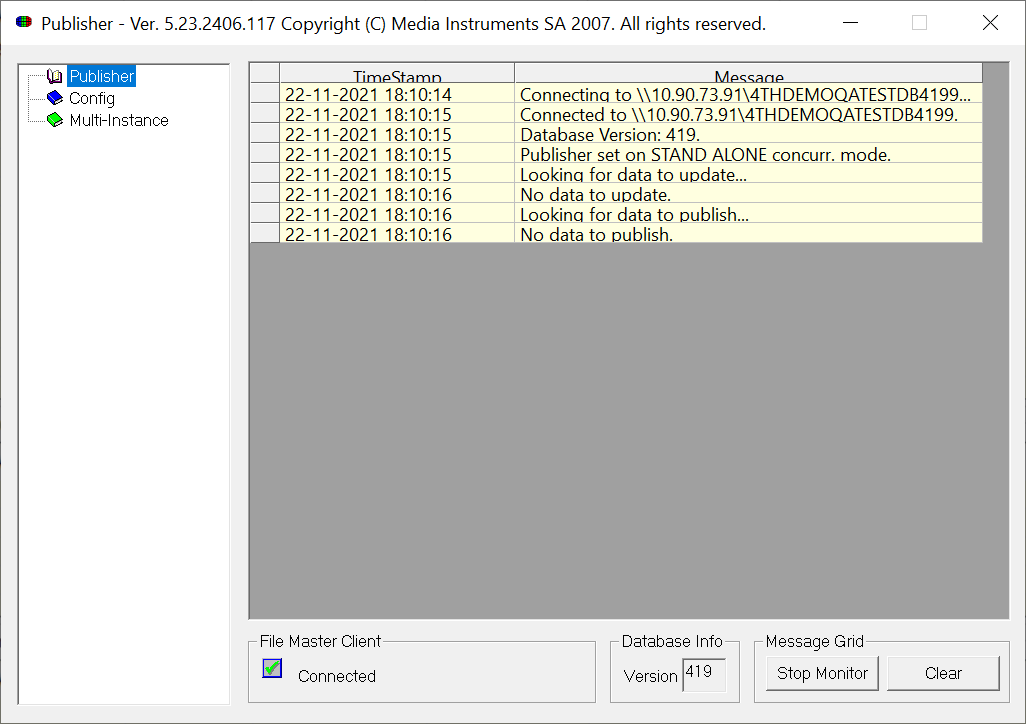 Publisher - Ver. 5.23.2406.117 Copyright (C) Media Instruments SA 2007. All rights reserved.
Publisher
Config
Multi-Instance
TimeStamp Message
22-11-2021 18:10:14 Connecting to \\10.90.73.91\4THDEMOQATESTDB4199...
22-11-2021 18:10:15 Connected to \\10.90.73.91\4THDEMOQATESTDB4199.
22-11-2021 18:10:15 Database Version: 419.
22-11-2021 18:10:15 Publisher set on STAND ALONE concurr. mode.
22-11-2021 18:10:15 Looking for data to update...
22-11-2021 18:10:16 No data to update.
22-11-2021 18:10:16 Looking for data to publish...
22-11-2021 18:10:16 No data to publish.
File Master Client
Connected
Database Info
Version 419
Message Grid
Stop Monitor
Clear